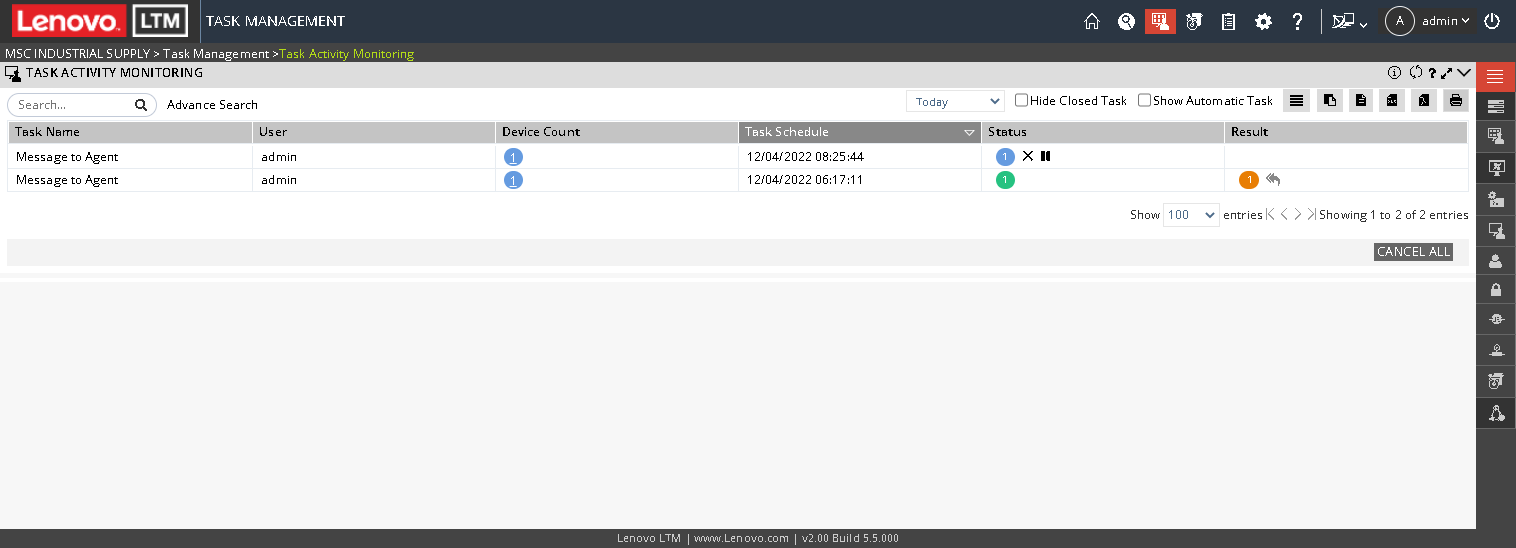 Lenovo LTM TASK MANAGEMENT A admin
MSC INDUSTRIAL SUPPLY > Task Management >Task Activity Monitoring
TASK ACTIVITY MONITORING
Search... Advance Search Today Hide Closed Task Show Automatic Task
Task Name User Device Count Task Schedule Status Result
Message to Agent admin 1 12/04/2022 08:25:44 1
Message to Agent admin 1 12/04/2022 06:17:11 1 1
Show 100 entries Showing 1 to 2 of 2 entries
CANCEL ALL
Lenovo LTM | www.Lenovo.com | v2.00 Build 5.5.000